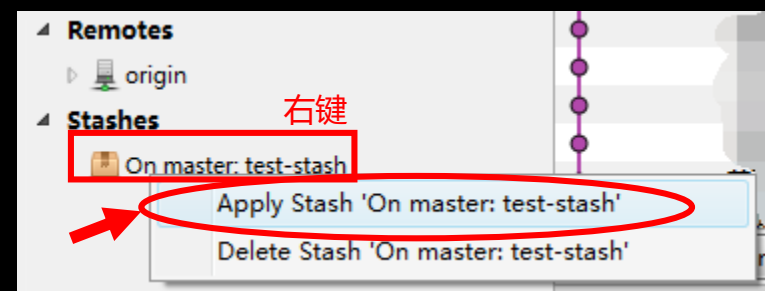 Remotes
origin
右键
Stashes
On master: test-stash
Apply Stash 'On master: test-stash'
Delete Stash 'On master: test-stash'